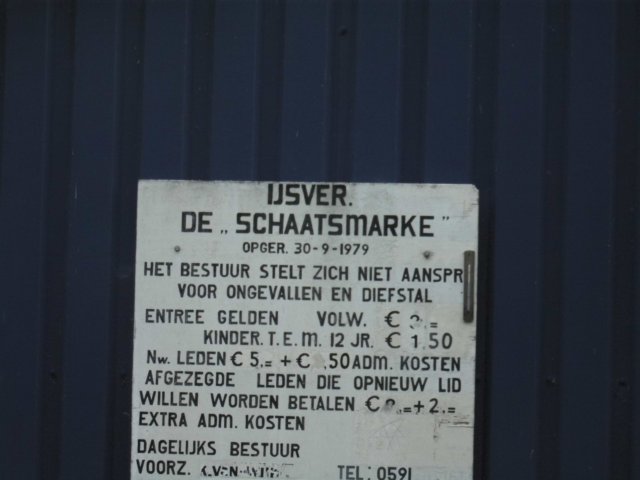 IJSVER.
DE „SCHAATSMARKE"
OPGER. 30-9-1979
HET BESTUUR STELT ZICH NIET AANSPR
VOOR ONGEVALLEN EN DIEFSTAL
ENTREE GELDEN VOLW. €
KINDER. T.E.M. 12 JR. € 1,50
NW. LEDEN € 5,= + € ,50 ADM. KOSTEN
AFGEZEGDE LEDEN DIE OPNIEUW LID
WILLEN WORDEN BETALEN € + 2.=
EXTRA ADM. KOSTEN
DAGELIJKS BESTUUR
VOORZ. TEL: 0591